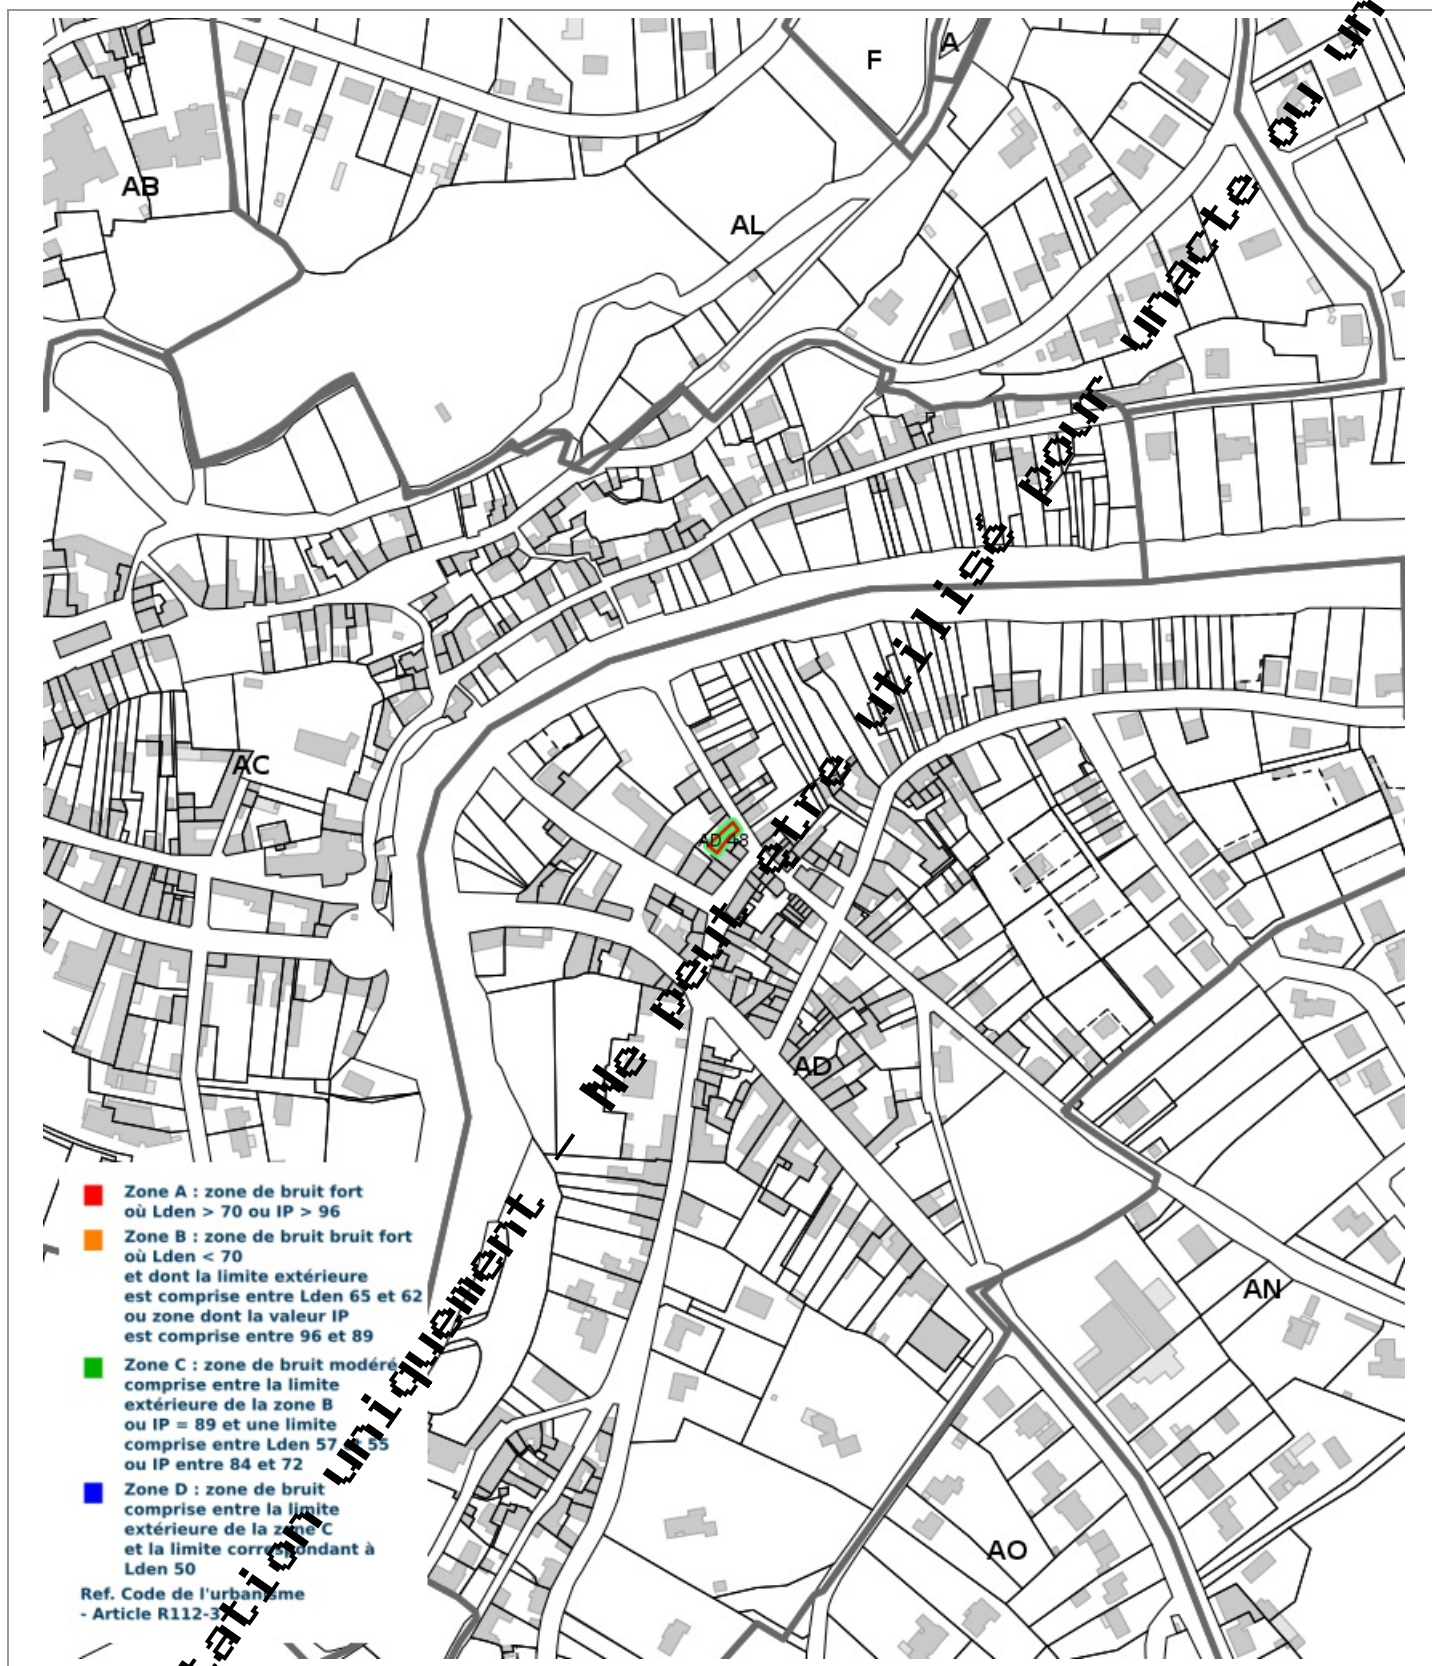 F
A
AB
AL
AC
AD 48
AD
AN
AO
Zone A : zone de bruit fort
où Lden > 70 ou IP > 96
Zone B : zone de bruit bruit fort
où Lden < 70
et dont la limite extérieure
est comprise entre Lden 65 et 62
ou zone dont la valeur IP
est comprise entre 96 et 89
Zone C : zone de bruit modéré
comprise entre la limite
extérieure de la zone B
ou IP = 89 et une limite
comprise entre Lden 57 et 55
ou IP entre 84 et 72
Zone D : zone de bruit
comprise entre la limite
extérieure de la zone C
et la limite correspondant à
Lden 50
Ref. Code de l'urbanisme
- Article R112-3
tation uniquement / Ne peut etre utilisé pour un acte ou un